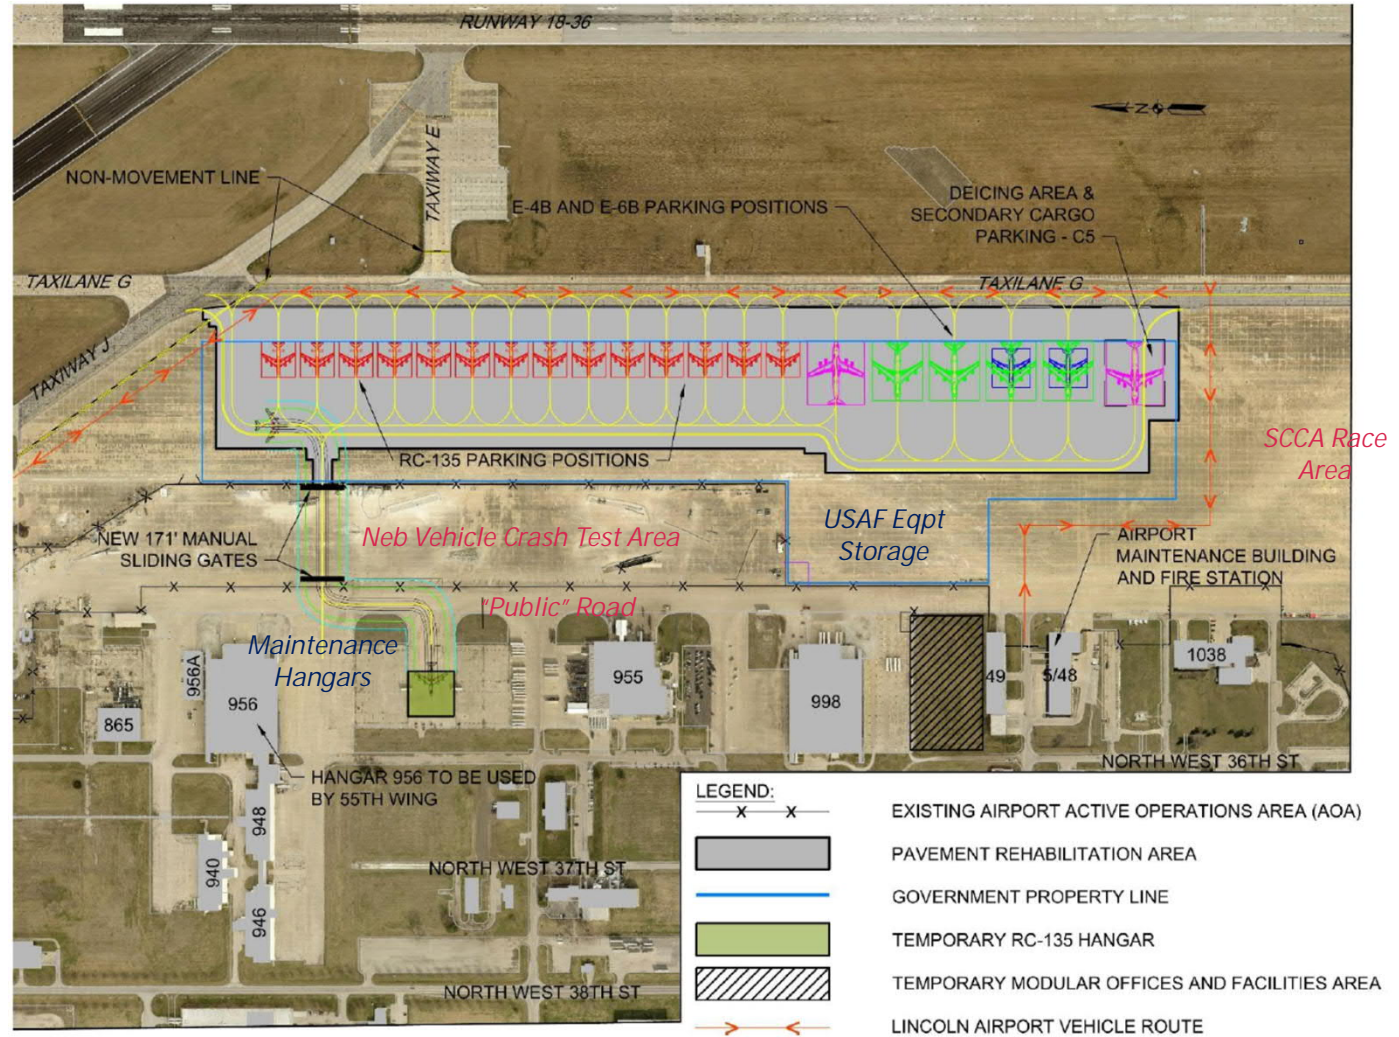 RUNWAY 18-36
Z
NON-MOVEMENT LINE
TAXIWAY E
E-4B AND E-6B PARKING POSITIONS
DEICING AREA &
SECONDARY CARGO
PARKING - C5
TAXILANE G
TAXILANE G
TAXIWAY J
RC-135 PARKING POSITIONS
SCCA Race
Area
NEW 171' MANUAL
SLIDING GATES
Neb Vehicle Crash Test Area
USAF Eqpt
Storage
AIRPORT
MAINTENANCE BUILDING
AND FIRE STATION
"Public" Road
Maintenance
Hangars
956A
956
865
955
998
49
5/48
1038
HANGAR 956 TO BE USED
BY 55TH WING
948
940
946
NORTH WEST 36TH ST
NORTH WEST 37TH ST
NORTH WEST 38TH ST
LEGEND:
X X EXISTING AIRPORT ACTIVE OPERATIONS AREA (AOA)
PAVEMENT REHABILITATION AREA
GOVERNMENT PROPERTY LINE
TEMPORARY RC-135 HANGAR
TEMPORARY MODULAR OFFICES AND FACILITIES AREA
LINCOLN AIRPORT VEHICLE ROUTE